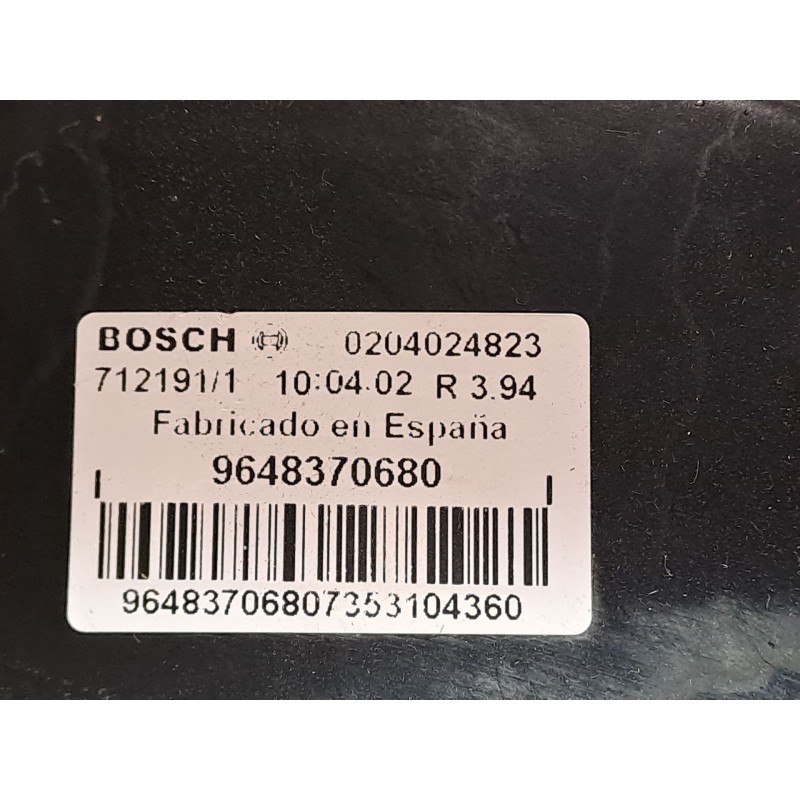 BOSCH 0204024823
712191/1 10:04.02 R 3.94
Fabricado en España
9648370680
96483706807353104360